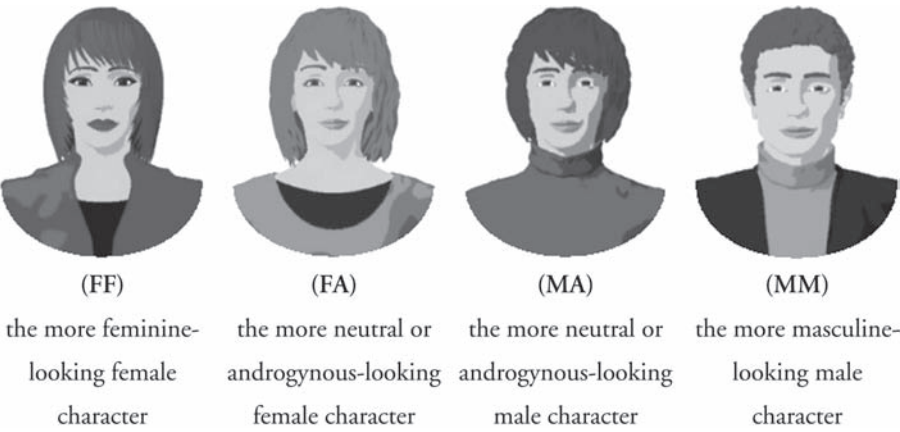 (FF)
the more feminine-
looking female
character
(FA)
the more neutral or
androgynous-looking
female character
(MA)
the more neutral or
androgynous-looking
male character
(MM)
the more masculine-
looking male
character